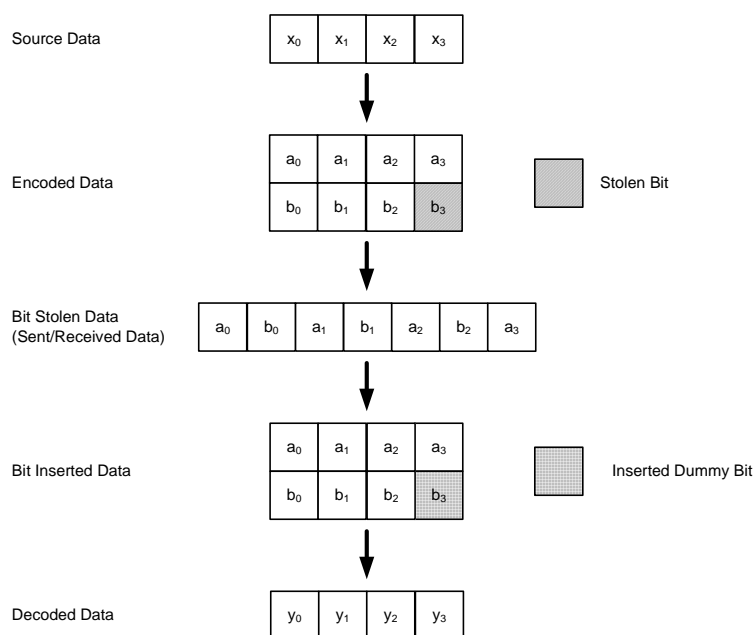 Source Data
x₀ x₁ x₂ x₃
a₀ a₁ a₂ a₃
Encoded Data
b₀ b₁ b₂ b₃
Stolen Bit
Bit Stolen Data
(Sent/Received Data)
a₀ b₀ a₁ b₁ a₂ b₂ a₃
a₀ a₁ a₂ a₃
Bit Inserted Data
b₀ b₁ b₂ b₃
Inserted Dummy Bit
Decoded Data
y₀ y₁ y₂ y₃